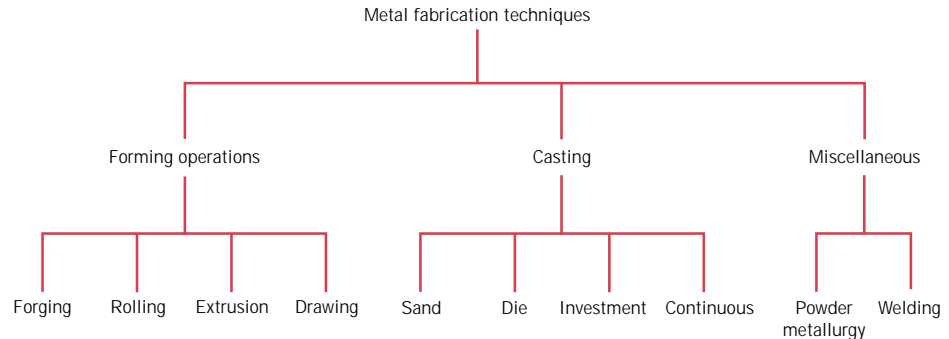 Metal fabrication techniques
Forming operations
Casting
Miscellaneous
Forging
Rolling
Extrusion
Drawing
Sand
Die
Investment
Continuous
Powder
metallurgy
Welding